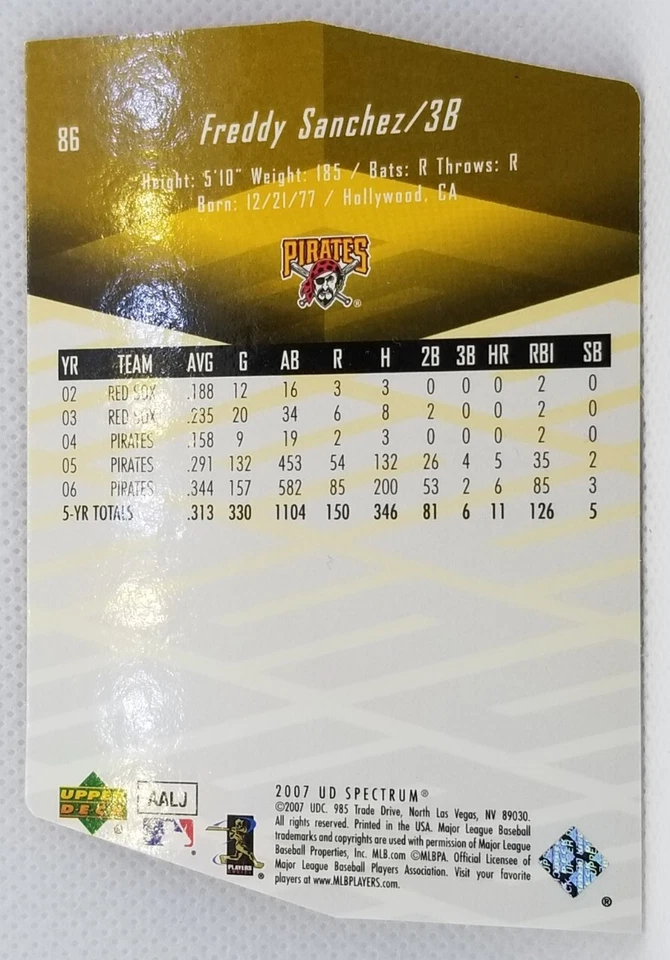 86
Freddy Sanchez/3B
Height: 5'10" Weight: 185 / Bats: R Throws: R
Born: 12/21/77 / Hollywood, CA
PIRATES
®
YR TEAM AVG G AB R H 2B 3B HR RBI SB
02 RED SOX .188 12 16 3 3 0 0 0 2 0
03 RED SOX .235 20 34 6 8 2 0 0 2 0
04 PIRATES .158 9 19 2 3 0 0 0 2 0
05 PIRATES .291 132 453 54 132 26 4 5 35 2
06 PIRATES .344 157 582 85 200 53 2 6 85 3
5-YR TOTALS .313 330 1104 150 346 81 6 11 126 5
UPPER
DECK
AALJ
PLAYERS
CHOICE
2007 UD SPECTRUM®
©2007 UDC. 985 Trade Drive, North Las Vegas, NV 89030.
All rights reserved. Printed in the USA. Major League Baseball
trademarks and copyrights are used with permission of Major League
Baseball Properties, Inc. MLB.com ©MLBPA. Official Licensee of
Major League Baseball Players Association. Visit your favorite
players at www.MLBPLAYERS.com.
UPPER
®